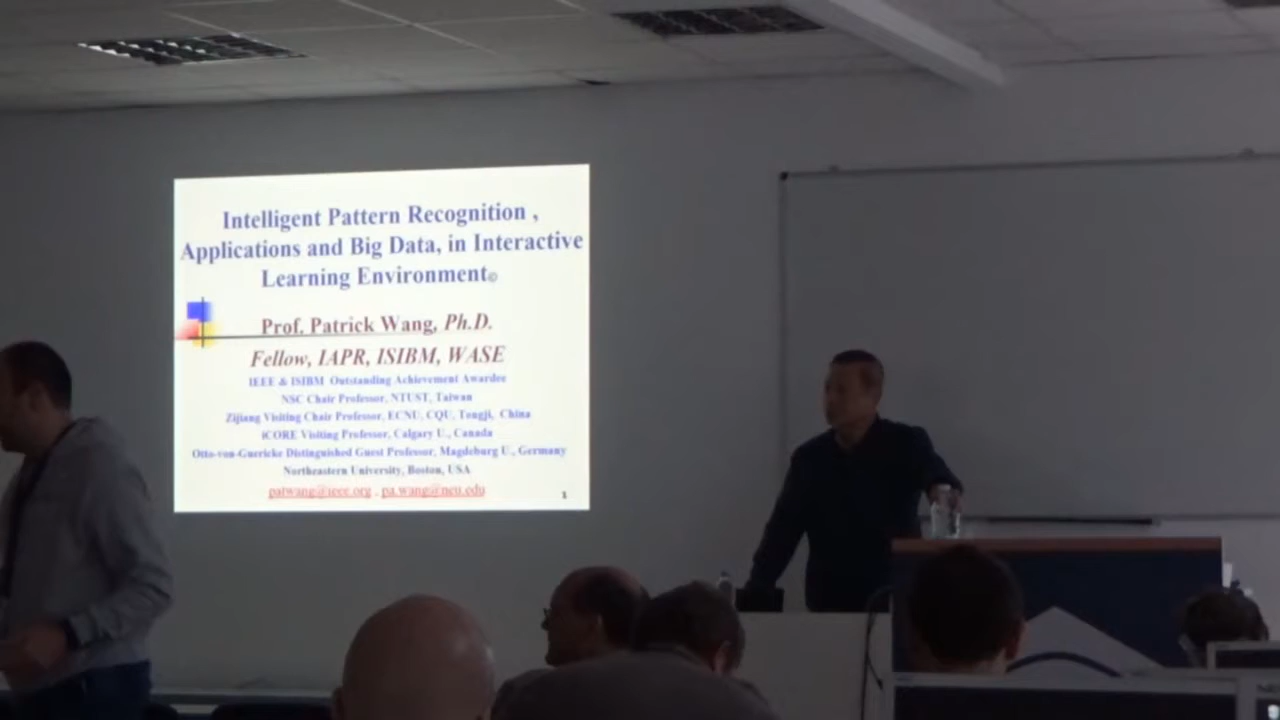 Intelligent Pattern Recognition ,
Applications and Big Data, in Interactive
Learning Environment©
Prof. Patrick Wang, Ph.D.
Fellow, IAPR, ISIBM, WASE
IEEE & ISIBM Outstanding Achievement Awardee
NSC Chair Professor, NTUST, Taiwan
Zijiang Visiting Chair Professor, ECNU, CQU, Tongji, China
iCORE Visiting Professor, Calgary U., Canada
Otto-von-Guericke Distinguished Guest Professor, Magdeburg U., Germany
Northeastern University, Boston, USA
patwang@ieee.org , pa.wang@neu.edu
1